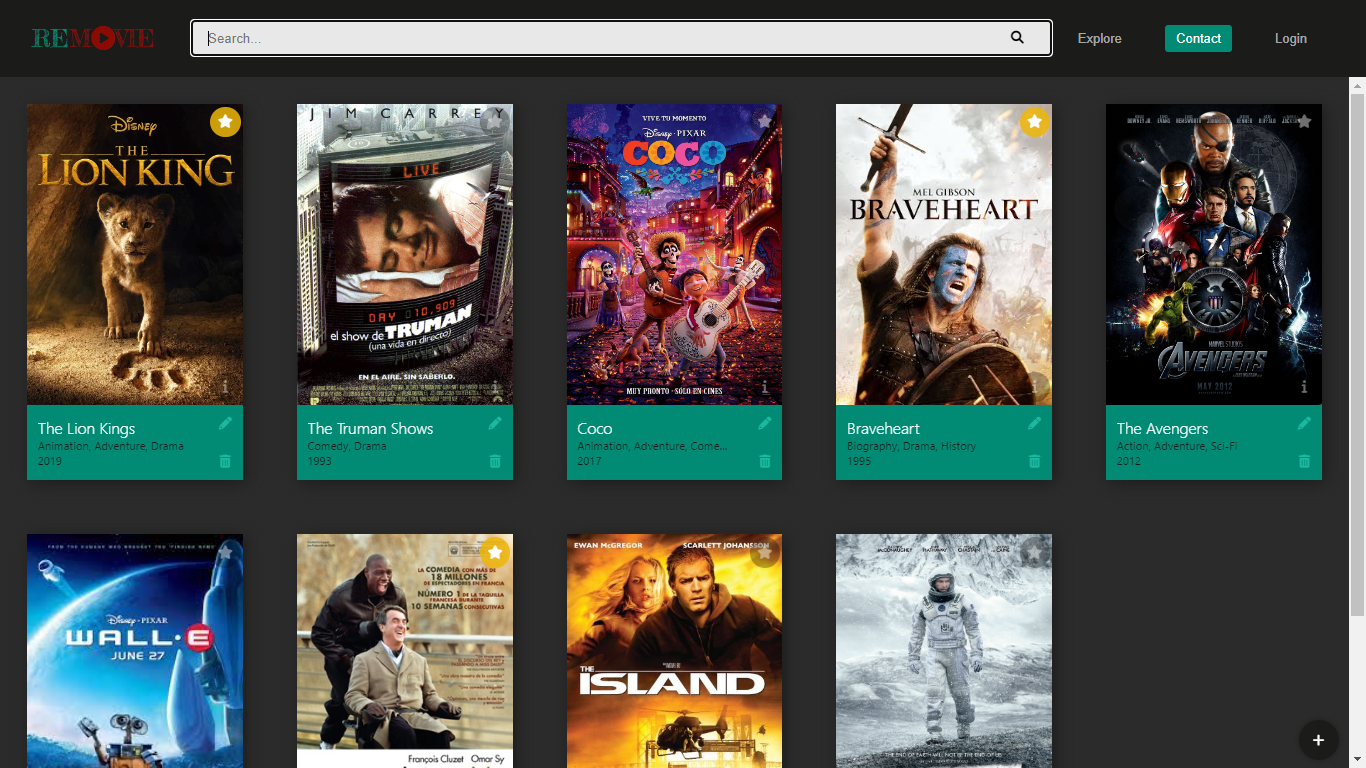 REMOVIE
Search...
Explore
Contact
Login
Disney
THE
LION KING
The Lion Kings
Animation, Adventure, Drama
2019
JIM CARREY
LIVE
DAY 10,909
el show de TRUMAN
(una vida en directo)
EN EL AIRE. SIN SABERLO.
The Truman Shows
Comedy, Drama
1993
VIVE TU MOMENTO
Disney · PIXAR
COCO
MUY PRONTO · SÓLO EN CINES
Coco
Animation, Adventure, Come...
2017
MEL GIBSON
BRAVEHEART
Braveheart
Biography, Drama, History
1995
MARVEL STUDIOS
AVENGERS
MAY 2012
The Avengers
Action, Adventure, Sci-FI
2012
Disney · PIXAR
WALL·E
JUNE 27
LA COMEDIA CON MÁS DE
18 MILLONES
DE ESPECTADORES EN FRANCIA
NÚMERO 1 DE LA TAQUILLA
FRANCESA DURANTE
10 SEMANAS CONSECUTIVAS
François Cluzet Omar Sy
EWAN McGREGOR SCARLETT JOHANSSON
THE
ISLAND
THE END OF EARTH WILL NOT BE THE END OF US
+